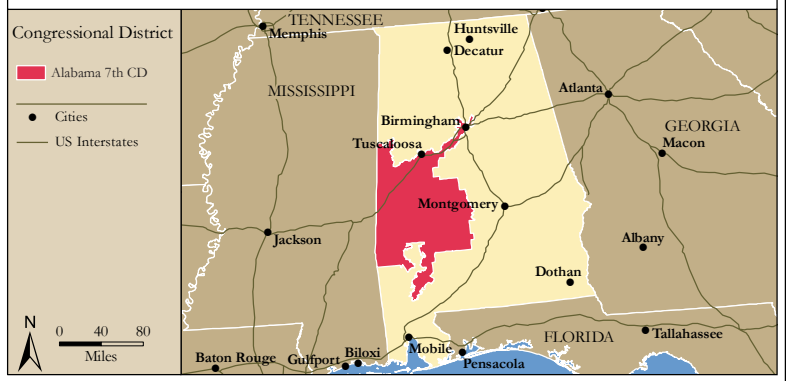 Congressional District
Alabama 7th CD
Cities
US Interstates
N
0 40 80
Miles
TENNESSEE
Memphis
Huntsville
Decatur
MISSISSIPPI
Atlanta
Birmingham
GEORGIA
Tuscaloosa
Macon
Montgomery
Jackson
Albany
Dothan
FLORIDA
Tallahassee
Mobile
Biloxi
Gulfport
Baton Rouge
Pensacola